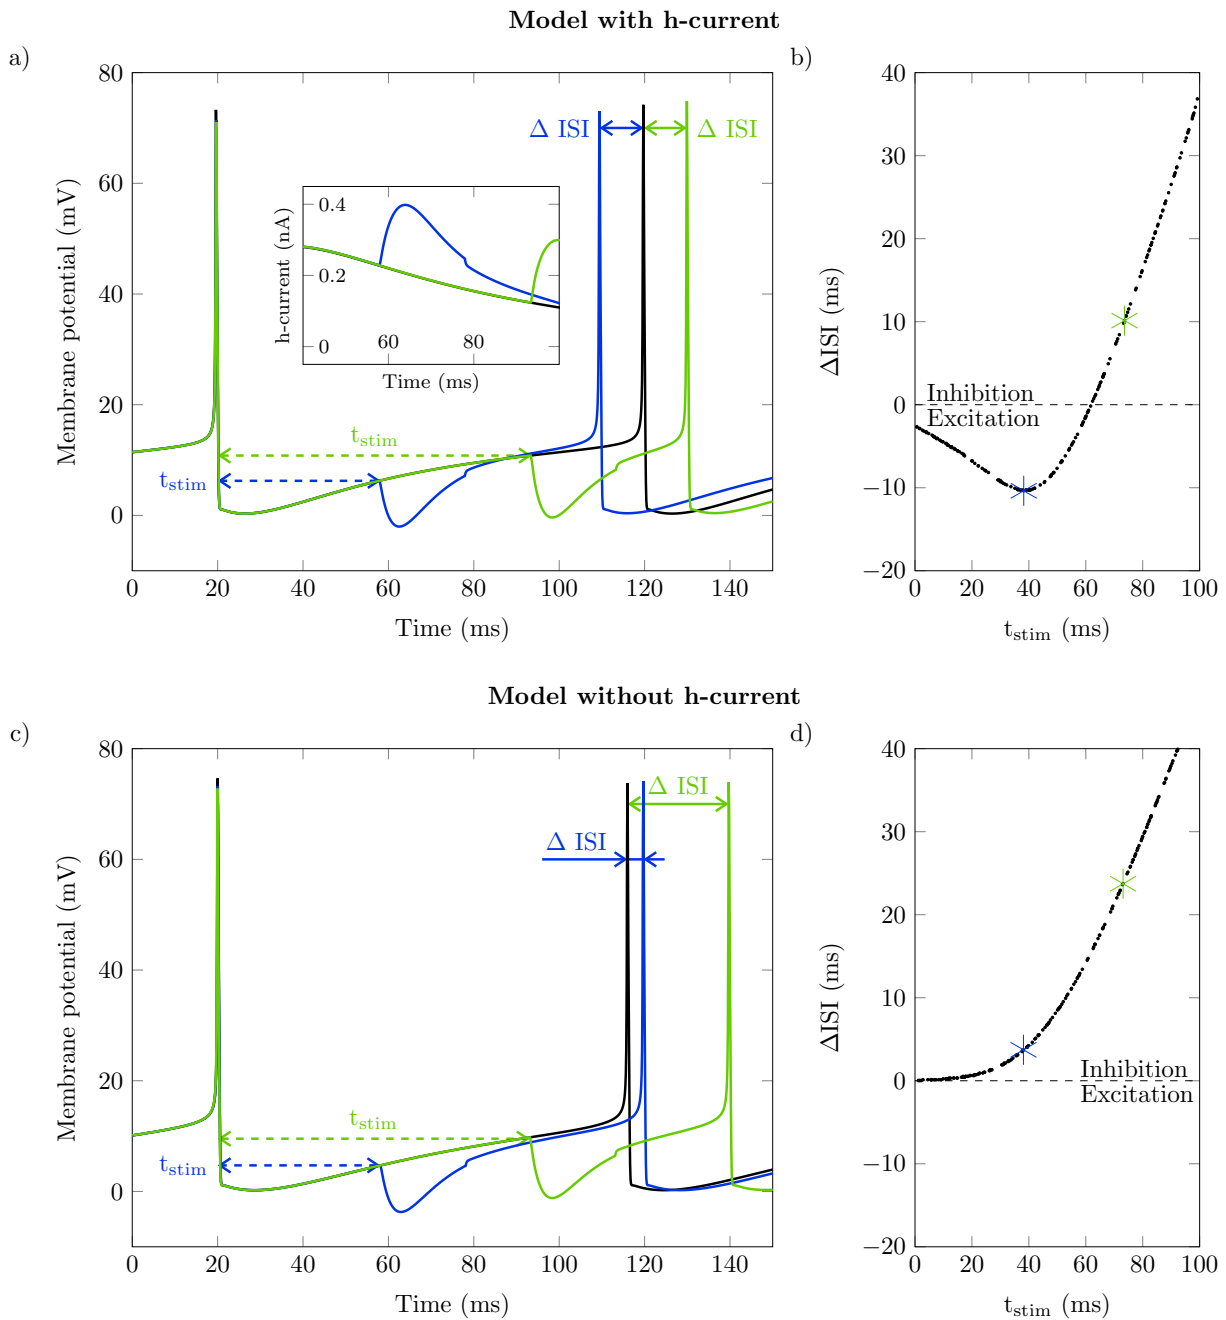 Model with h-current
a)
80
60
40
20
0
Membrane potential (mV)
0 20 40 60 80 100 120 140
Time (ms)
Δ ISI
Δ ISI
t_stim
t_stim
0.4
0.2
0
h-current (nA)
60 80
Time (ms)
b)
40
30
20
10
0
−10
−20
ΔISI (ms)
Inhibition
Excitation
0 20 40 60 80 100
t_stim (ms)
Model without h-current
c)
80
60
40
20
0
Membrane potential (mV)
0 20 40 60 80 100 120 140
Time (ms)
Δ ISI
Δ ISI
t_stim
t_stim
d)
40
30
20
10
0
−10
−20
ΔISI (ms)
Inhibition
Excitation
0 20 40 60 80 100
t_stim (ms)